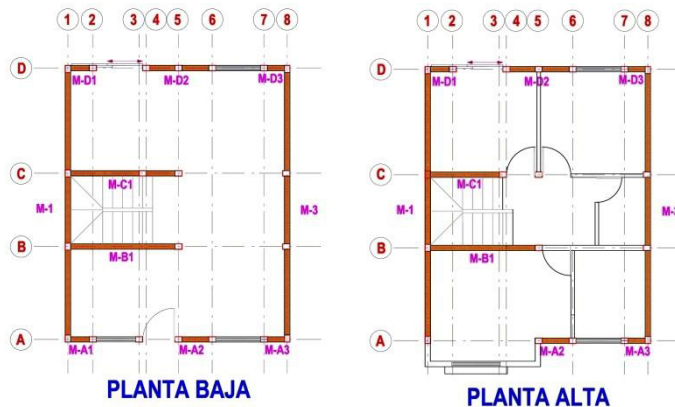 1 2 3 4 5 6 7 8
D
M-D1 M-D2 M-D3
C
M-C1
M-1 M-3
B
M-B1
A
M-A1 M-A2 M-A3
PLANTA BAJA
1 2 3 4 5 6 7 8
D
M-D1 M-D2 M-D3
C
M-C1
M-1
B
M-B1
A
M-A2 M-A3
PLANTA ALTA